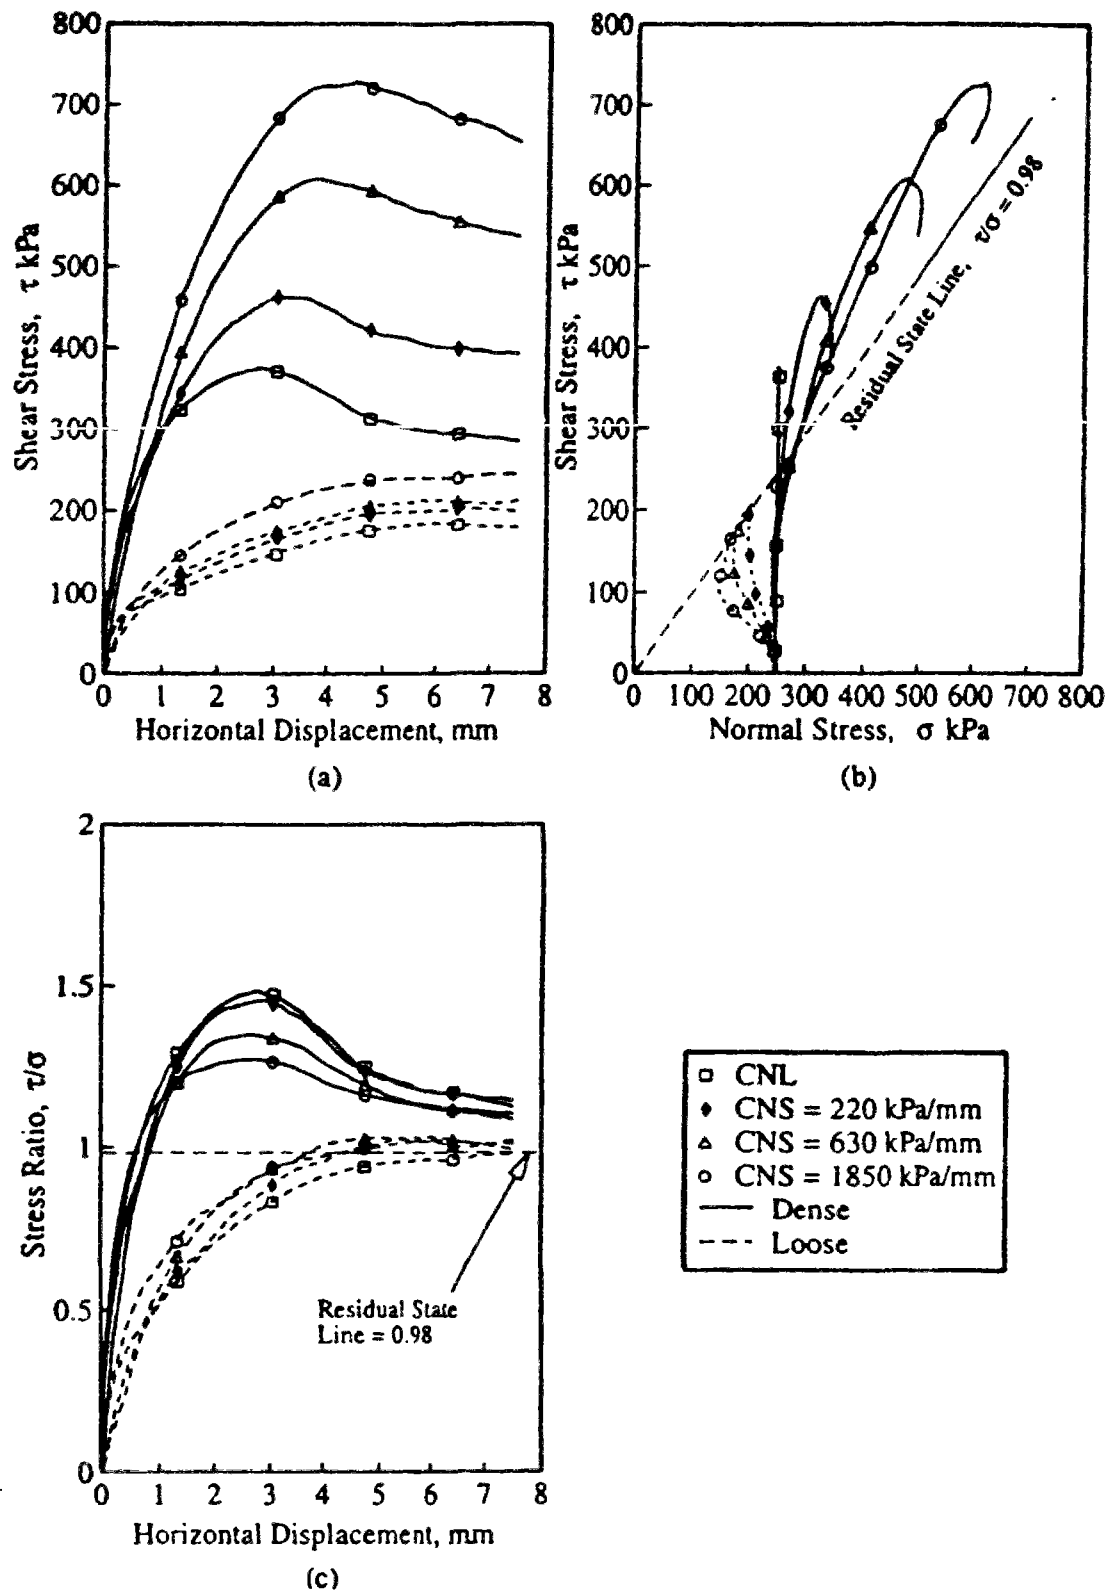 800
700
600
500
400
300
200
100
0
Shear Stress, τ kPa
0 1 2 3 4 5 6 7 8
Horizontal Displacement, mm
(a)
800
700
600
500
400
300
200
100
0
Shear Stress, τ kPa
Residual State Line, τ/σ = 0.98
0 100 200 300 400 500 600 700 800
Normal Stress, σ kPa
(b)
2
1.5
1
0.5
0
Stress Ratio, τ/σ
Residual State
Line = 0.98
0 1 2 3 4 5 6 7 8
Horizontal Displacement, mm
(c)
CNL
CNS = 220 kPa/mm
CNS = 630 kPa/mm
CNS = 1850 kPa/mm
Dense
Loose